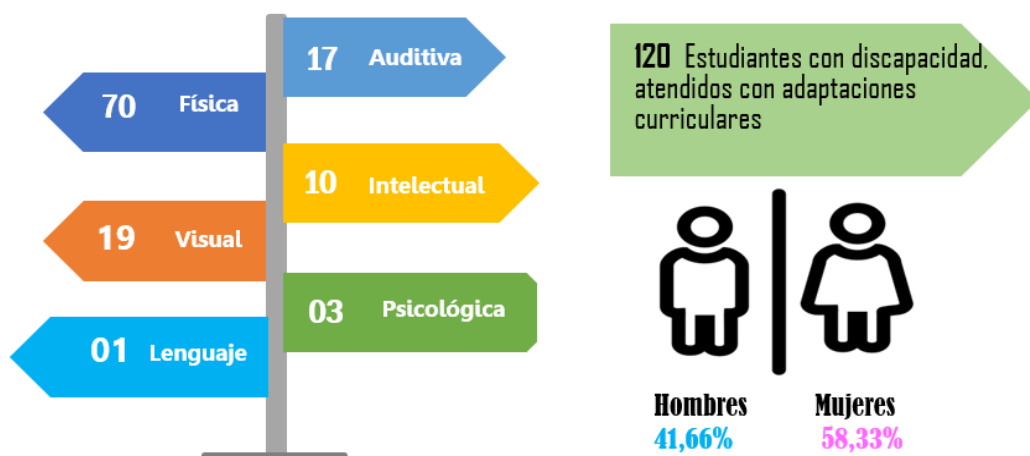 17 Auditiva
70 Física
10 Intelectual
19 Visual
03 Psicológica
01 Lenguaje
120 Estudiantes con discapacidad,
atendidos con adaptaciones
curriculares
Hombres Mujeres
41,66% 58,33%